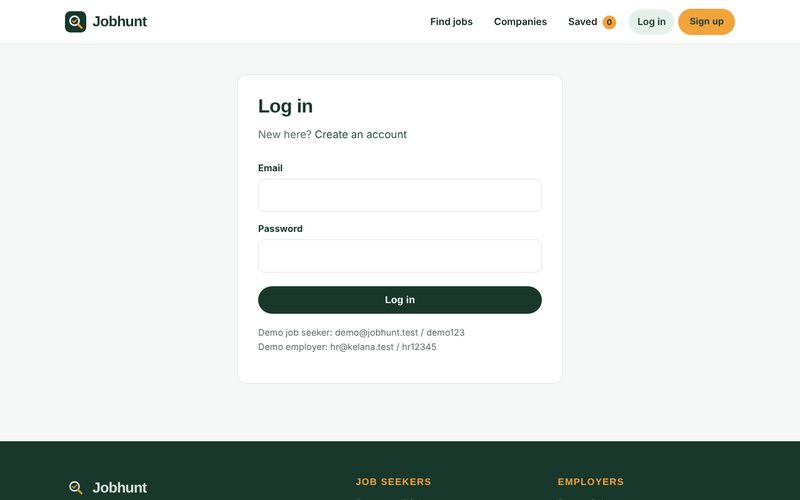 Jobhunt
Find jobs
Companies
Saved 0
Log in
Sign up
Log in
New here? Create an account
Email
Password
Log in
Demo job seeker: demo@jobhunt.test / demo123
Demo employer: hr@kelana.test / hr12345
Jobhunt
JOB SEEKERS
EMPLOYERS